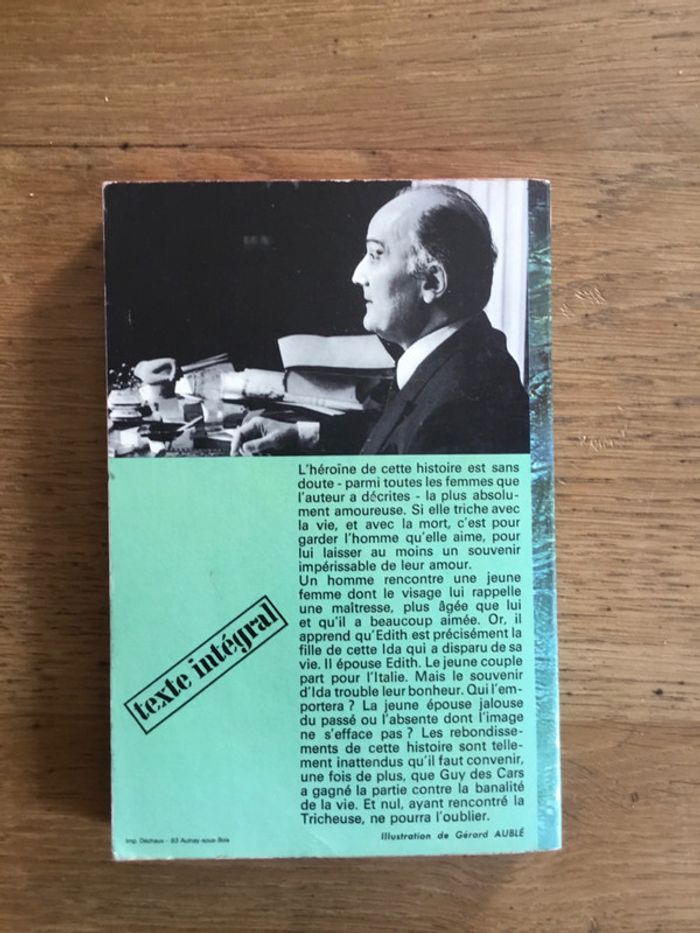 L'héroïne de cette histoire est sans
doute - parmi toutes les femmes que
l'auteur a décrites - la plus absolu-
ment amoureuse. Si elle triche avec
la vie, et avec la mort, c'est pour
garder l'homme qu'elle aime, pour
lui laisser au moins un souvenir
impérissable de leur amour.
Un homme rencontre une jeune
femme dont le visage lui rappelle
une maîtresse, plus âgée que lui
et qu'il a beaucoup aimée. Or, il
apprend qu'Edith est précisément la
fille de cette Ida qui a disparu de sa
vie. Il épouse Edith. Le jeune couple
part pour l'Italie. Mais le souvenir
d'Ida trouble leur bonheur. Qui l'em-
portera ? La jeune épouse jalouse
du passé ou l'absente dont l'image
ne s'efface pas ? Les rebondisse-
ments de cette histoire sont telle-
ment inattendus qu'il faut convenir,
une fois de plus, que Guy des Cars
a gagné la partie contre la banalité
de la vie. Et nul, ayant rencontré la
Tricheuse, ne pourra l'oublier.
Illustration de Gérard AUBLÉ
texte intégral
Imp. Déchaux - 93 Aulnay-sous-Bois